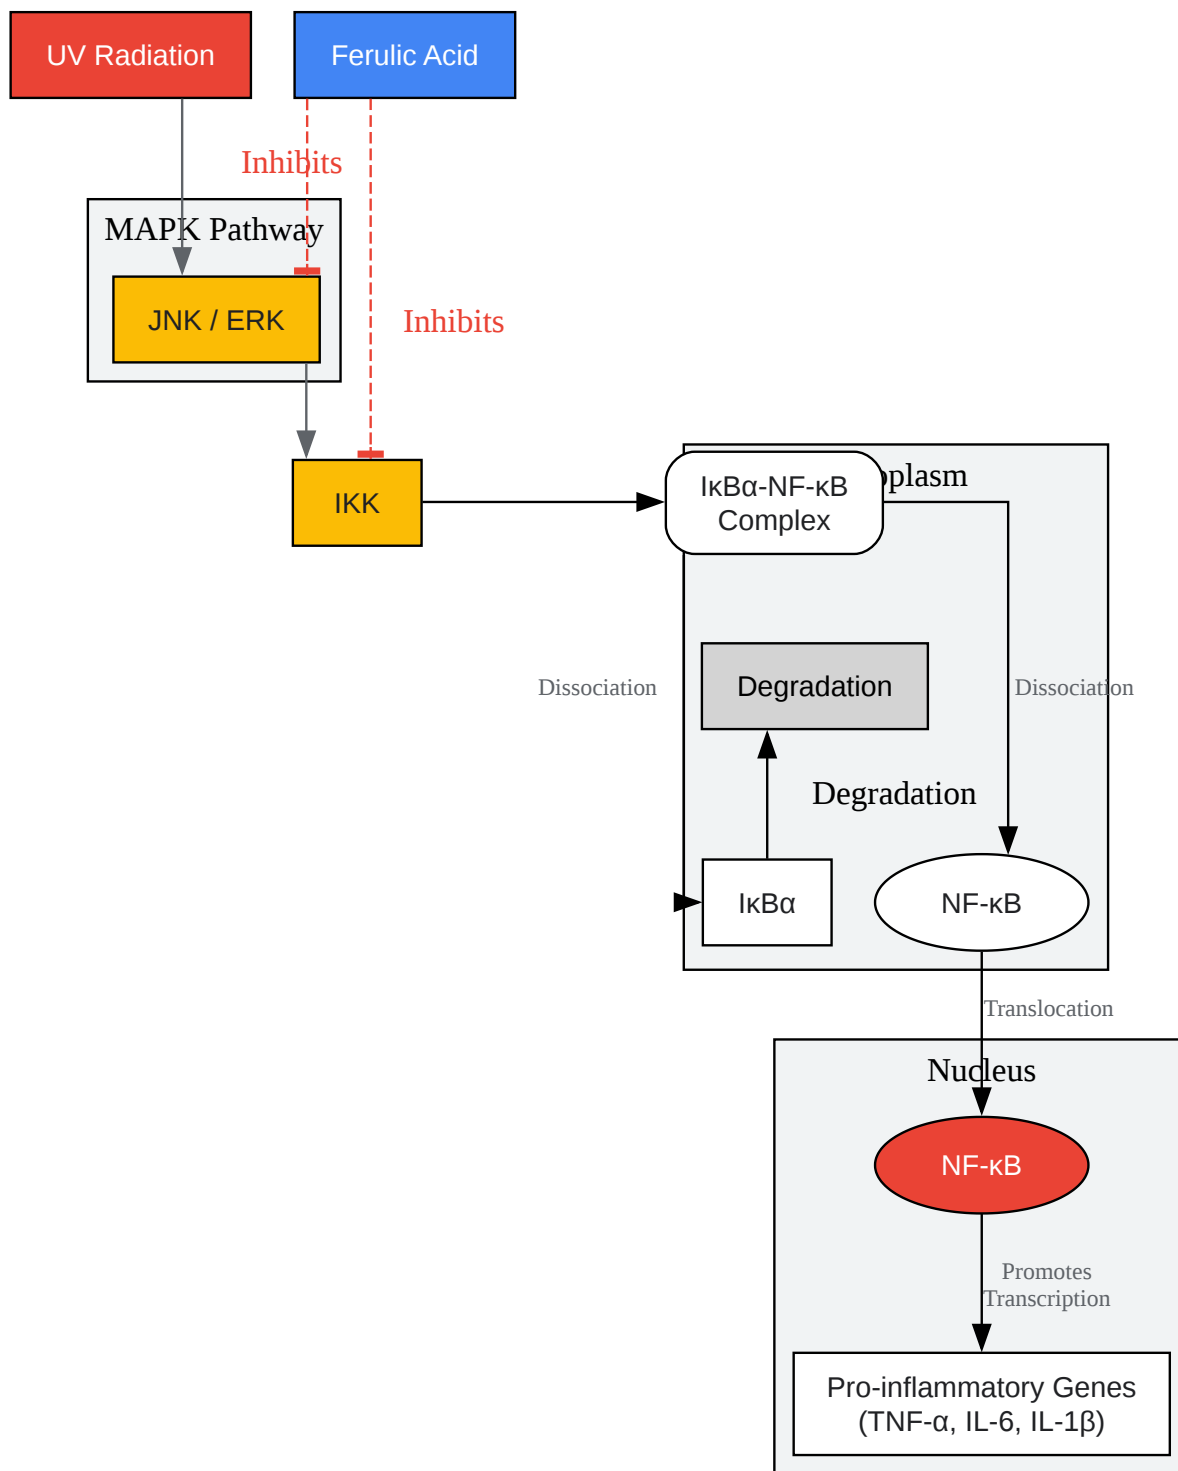 UV Radiation
Ferulic Acid
Inhibits
MAPK Pathway
JNK / ERK
Inhibits
IKK
IκBα-NF-κB
Complex
oplasm
Degradation
Dissociation
Dissociation
Degradation
IκBα
NF-κB
Translocation
Nucleus
NF-κB
Promotes
Transcription
Pro-inflammatory Genes
(TNF-α, IL-6, IL-1β)